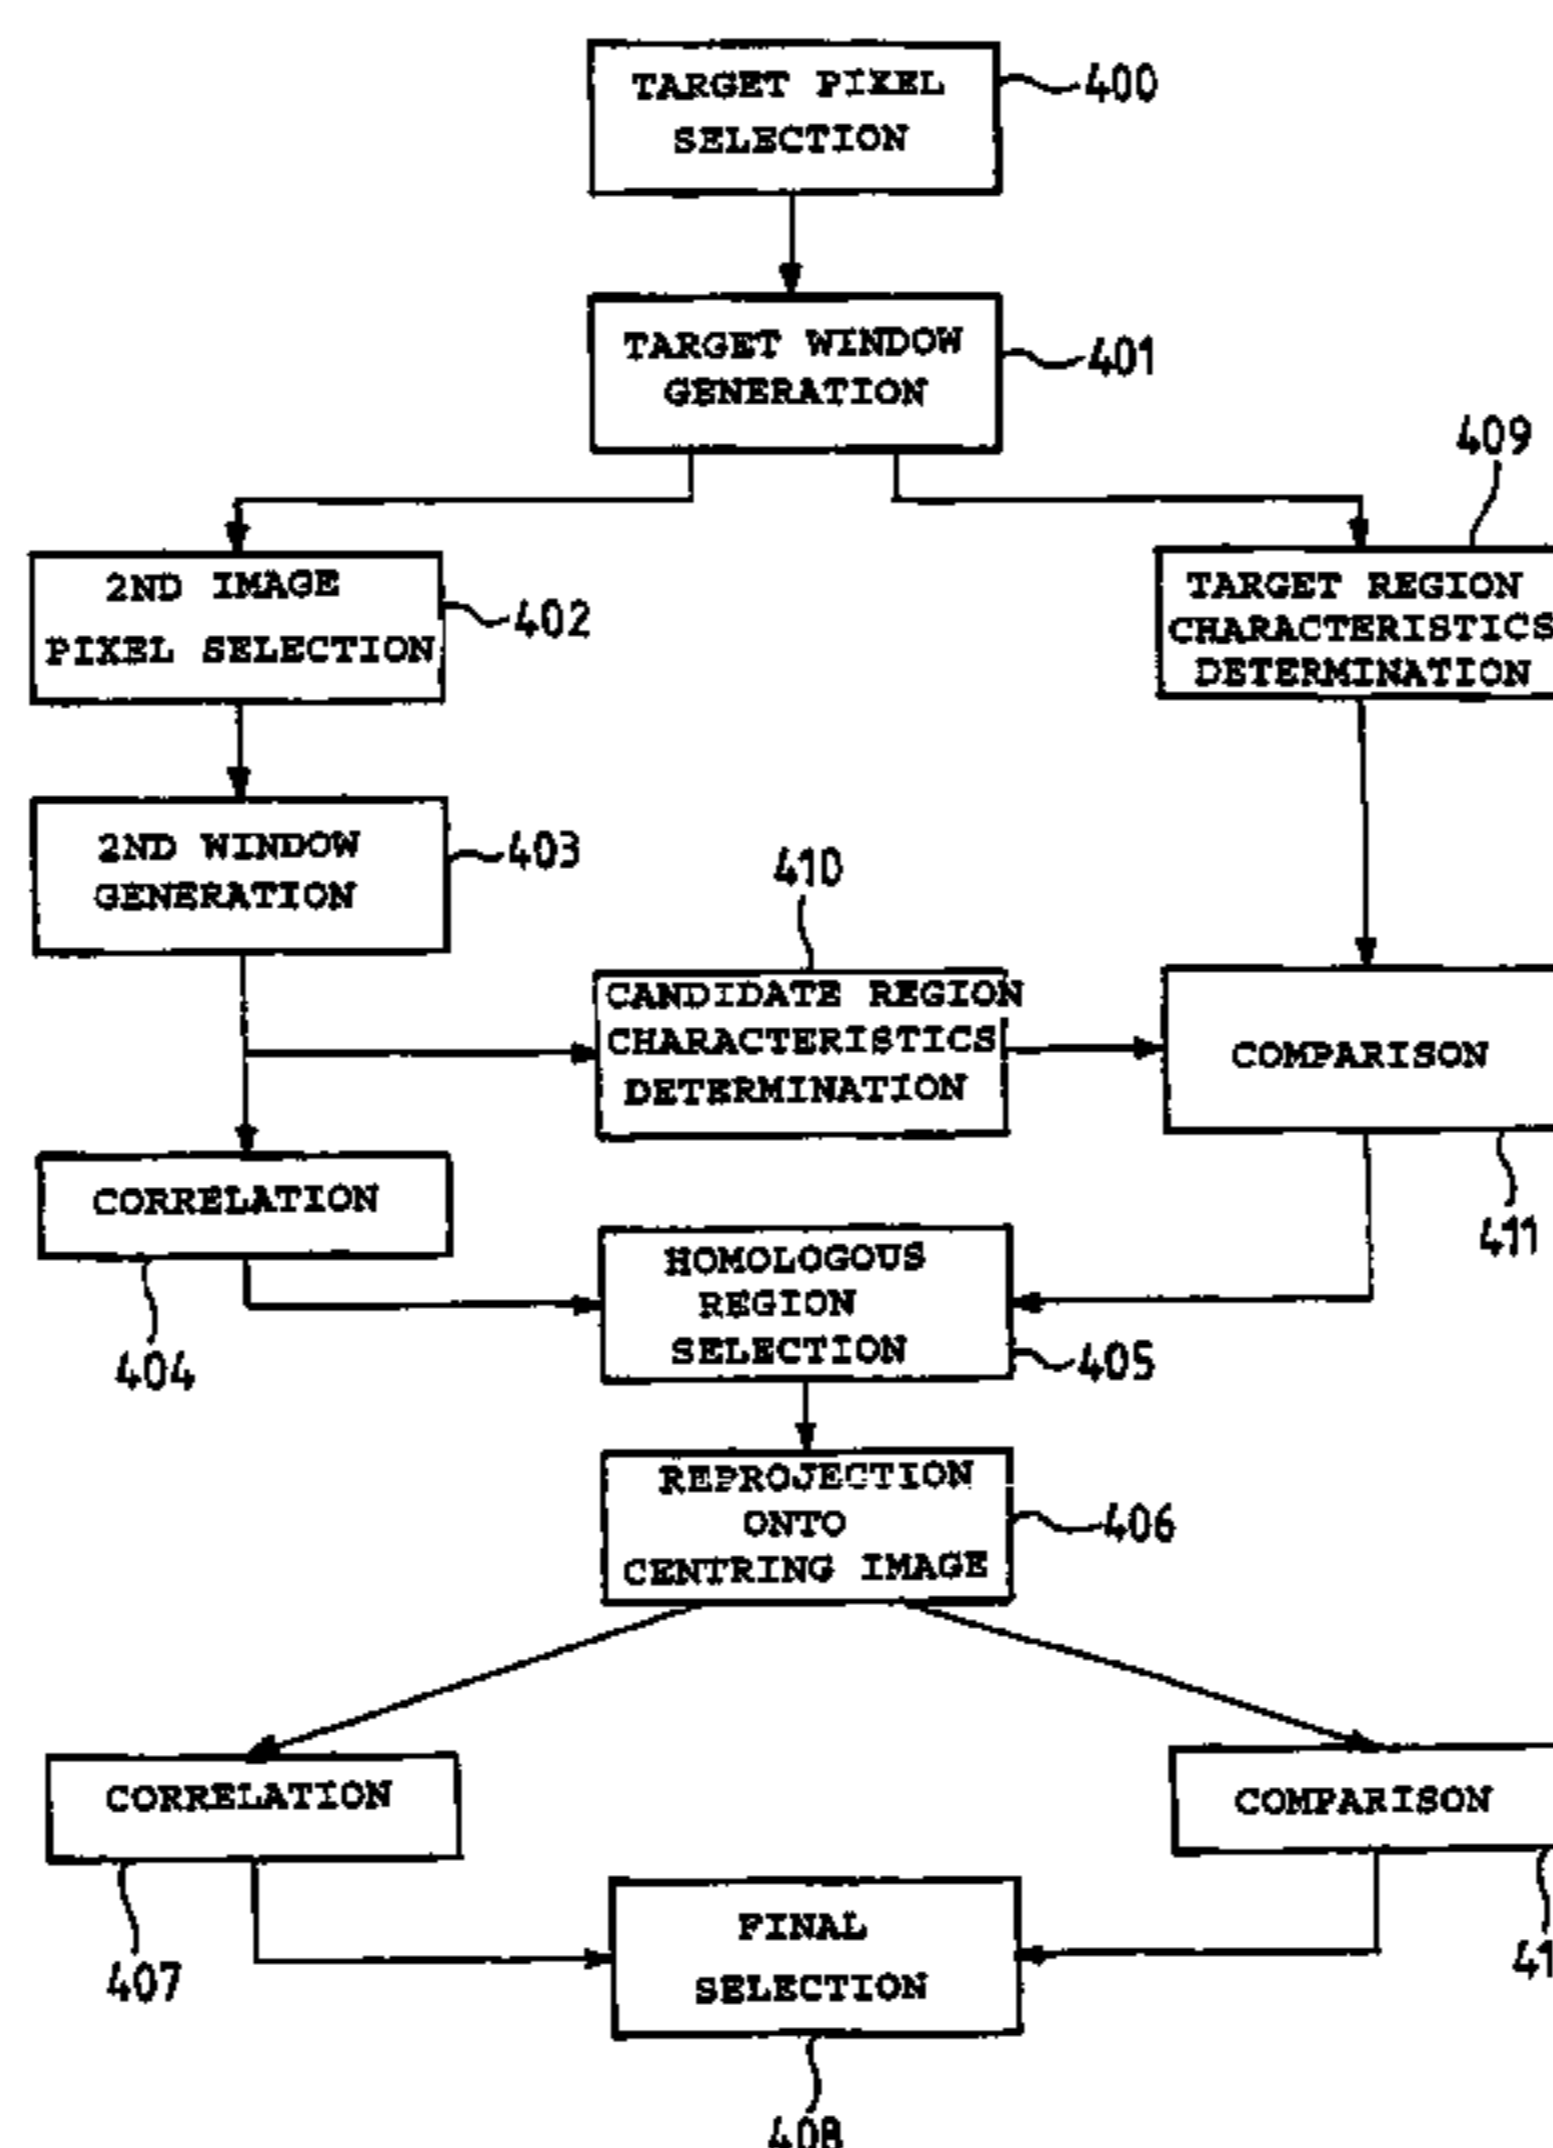 TARGET PIXEL
SELECTION
400
TARGET WINDOW
GENERATION
401
409
2ND IMAGE
PIXEL SELECTION
402
TARGET REGION
CHARACTERISTICS
DETERMINATION
2ND WINDOW
GENERATION
403
410
CANDIDATE REGION
CHARACTERISTICS
DETERMINATION
COMPARISON
411
CORRELATION
404
HOMOLOGOUS
REGION
SELECTION
405
REPROJECTION
ONTO
CENTRING IMAGE
406
CORRELATION
407
COMPARISON
41
FINAL
SELECTION
408